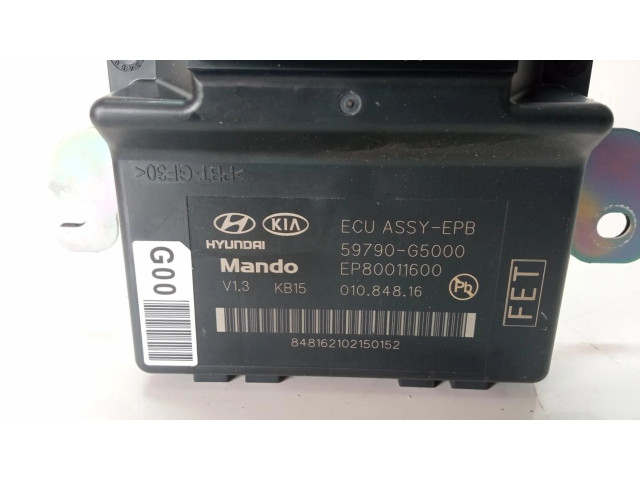 >PBT-GF30<
KIA ECU ASSY-EPB
HYUNDAI 59790-G5000
Mando EP80011600
V1.3 KB15 010.848.16 Pb
FET
G00
848162102150152